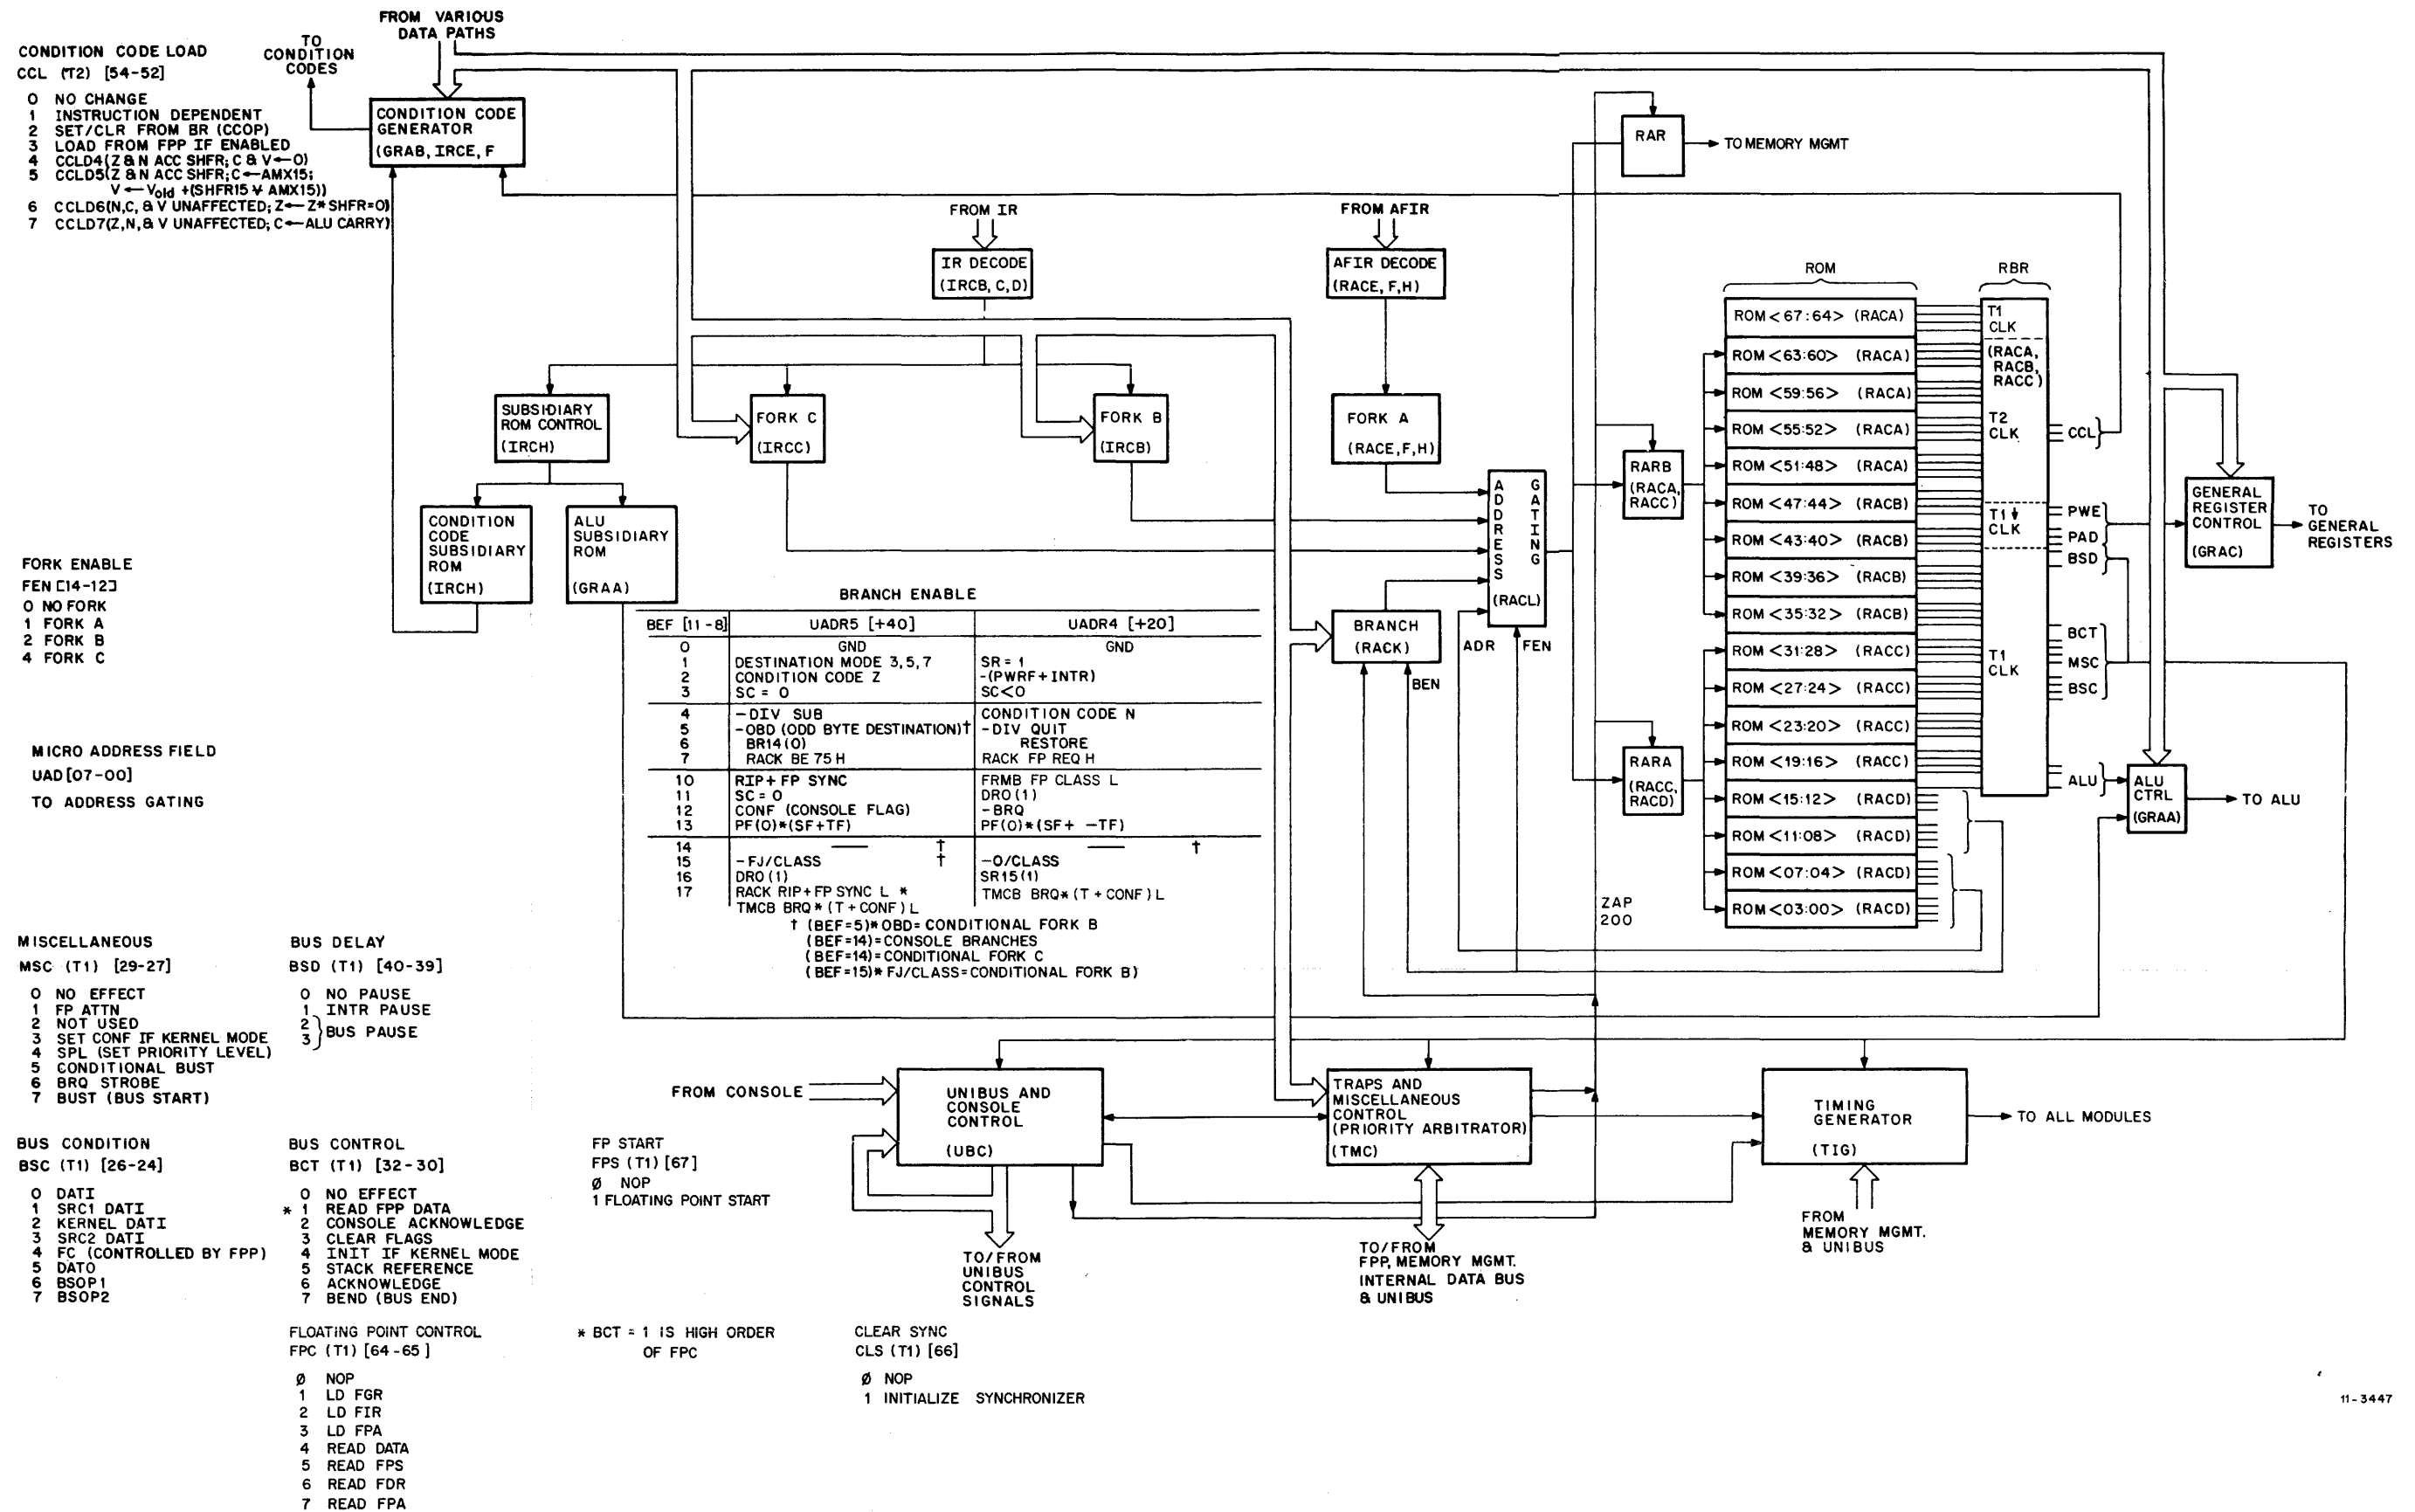 FROM VARIOUS
DATA PATHS
TO
CONDITION
CODES
CONDITION CODE LOAD
CCL (T2) [54-52]
0 NO CHANGE
1 INSTRUCTION DEPENDENT
2 SET/CLR FROM BR (CCOP)
3 LOAD FROM FPP IF ENABLED
4 CCLD4(Z & N ACC SHFR; C & V←0)
5 CCLD5(Z & N ACC SHFR; C←AMX15;
V←Vold +(SHFR15 ⊻ AMX15))
6 CCLD6(N,C, & V UNAFFECTED; Z←Z*SHFR=0)
7 CCLD7(Z,N,& V UNAFFECTED; C←ALU CARRY)
CONDITION CODE
GENERATOR
(GRAB, IRCE, F
RAR
TO MEMORY MGMT
FROM IR
IR DECODE
(IRCB, C,D)
FROM AFIR
AFIR DECODE
(RACE, F,H)
SUBSIDIARY
ROM CONTROL
(IRCH)
FORK C
(IRCC)
FORK B
(IRCB)
FORK A
(RACE,F,H)
CONDITION
CODE
SUBSIDIARY
ROM
(IRCH)
ALU
SUBSIDIARY
ROM
(GRAA)
ADDRESS
GATING
(RACL)
BRANCH
(RACK)
ADR
FEN
BEN
RARB
(RACA,
RACC)
RARA
(RACC,
RACD)
ZAP
200
ROM
ROM <67:64> (RACA)
ROM <63:60> (RACA)
ROM <59:56> (RACA)
ROM <55:52> (RACA)
ROM <51:48> (RACA)
ROM <47:44> (RACB)
ROM <43:40> (RACB)
ROM <39:36> (RACB)
ROM <35:32> (RACB)
ROM <31:28> (RACC)
ROM <27:24> (RACC)
ROM <23:20> (RACC)
ROM <19:16> (RACC)
ROM <15:12> (RACD)
ROM <11:08> (RACD)
ROM <07:04> (RACD)
ROM <03:00> (RACD)
RBR
T1
CLK
(RACA,
RACB,
RACC)
T2
CLK
T1↓
CLK
T1
CLK
CCL
PWE
PAD
BSD
BCT
MSC
BSC
ALU
GENERAL
REGISTER
CONTROL
(GRAC)
TO
GENERAL
REGISTERS
ALU
CTRL
(GRAA)
TO ALU
FORK ENABLE
FEN [14-12]
0 NO FORK
1 FORK A
2 FORK B
4 FORK C
MICRO ADDRESS FIELD
UAD [07-00]
TO ADDRESS GATING
BRANCH ENABLE
BEF [11-8] UADR5 [+40] UADR4 [+20]
0 GND GND
1 DESTINATION MODE 3,5,7 SR = 1
2 CONDITION CODE Z -(PWRF+INTR)
3 SC = 0 SC<0
4 -DIV SUB CONDITION CODE N
5 -OBD (ODD BYTE DESTINATION)† -DIV QUIT
6 BR14(0) RESTORE
7 RACK BE 75 H RACK FP REQ H
10 RIP+ FP SYNC FRMB FP CLASS L
11 SC = 0 DRO(1)
12 CONF (CONSOLE FLAG) -BRQ
13 PF(0)*(SF+TF) PF(0)*(SF+ -TF)
14 — † — †
15 -FJ/CLASS † -O/CLASS
16 DRO(1) SR15(1)
17 RACK RIP+FP SYNC L * TMCB BRQ*(T+CONF)L
TMCB BRQ*(T+CONF)L
† (BEF=5)*OBD=CONDITIONAL FORK B
(BEF=14)=CONSOLE BRANCHES
(BEF=14)=CONDITIONAL FORK C
(BEF=15)* FJ/CLASS=CONDITIONAL FORK B)
MISCELLANEOUS
MSC (T1) [29-27]
0 NO EFFECT
1 FP ATTN
2 NOT USED
3 SET CONF IF KERNEL MODE
4 SPL (SET PRIORITY LEVEL)
5 CONDITIONAL BUST
6 BRQ STROBE
7 BUST (BUS START)
BUS DELAY
BSD (T1) [40-39]
0 NO PAUSE
1 INTR PAUSE
2
3 BUS PAUSE
BUS CONDITION
BSC (T1) [26-24]
0 DATI
1 SRC1 DATI
2 KERNEL DATI
3 SRC2 DATI
4 FC (CONTROLLED BY FPP)
5 DATO
6 BSOP1
7 BSOP2
BUS CONTROL
BCT (T1) [32-30]
0 NO EFFECT
* 1 READ FPP DATA
2 CONSOLE ACKNOWLEDGE
3 CLEAR FLAGS
4 INIT IF KERNEL MODE
5 STACK REFERENCE
6 ACKNOWLEDGE
7 BEND (BUS END)
FP START
FPS (T1) [67]
Ø NOP
1 FLOATING POINT START
FROM CONSOLE
UNIBUS AND
CONSOLE
CONTROL
(UBC)
TRAPS AND
MISCELLANEOUS
CONTROL
(PRIORITY ARBITRATOR)
(TMC)
TIMING
GENERATOR
(TIG)
TO ALL MODULES
TO/FROM
UNIBUS
CONTROL
SIGNALS
TO/FROM
FPP, MEMORY MGMT.
INTERNAL DATA BUS
& UNIBUS
FROM
MEMORY MGMT.
& UNIBUS
FLOATING POINT CONTROL
FPC (T1) [64-65]
Ø NOP
1 LD FGR
2 LD FIR
3 LD FPA
4 READ DATA
5 READ FPS
6 READ FDR
7 READ FPA
* BCT = 1 IS HIGH ORDER
OF FPC
CLEAR SYNC
CLS (T1) [66]
Ø NOP
1 INITIALIZE SYNCHRONIZER
11-3447